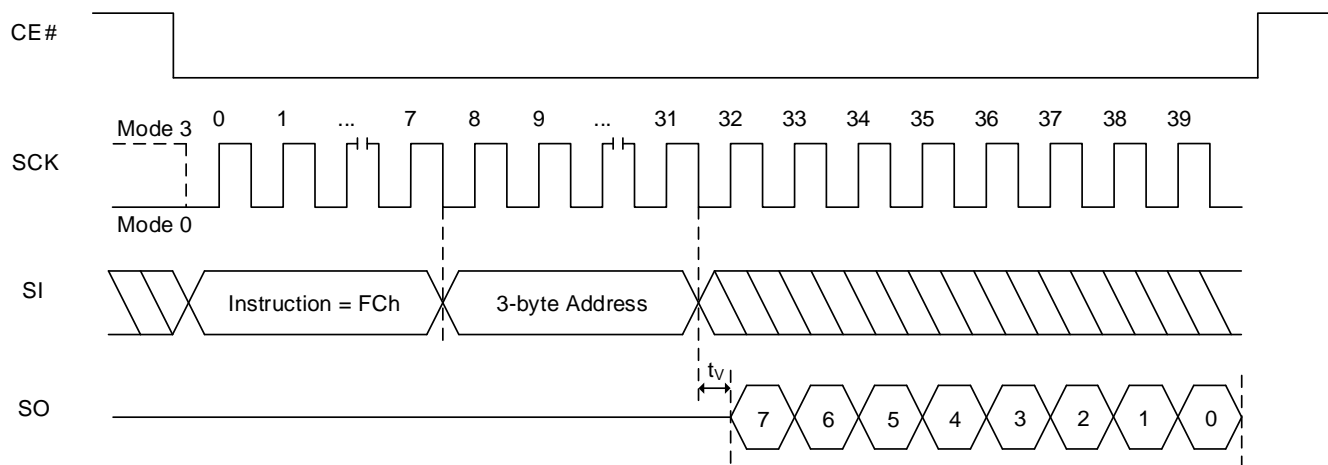 CE#
0 1 ... 7 8 9 ... 31 32 33 34 35 36 37 38 39
Mode 3
SCK
Mode 0
SI
Instruction = FCh
3-byte Address
tV
SO
7 6 5 4 3 2 1 0